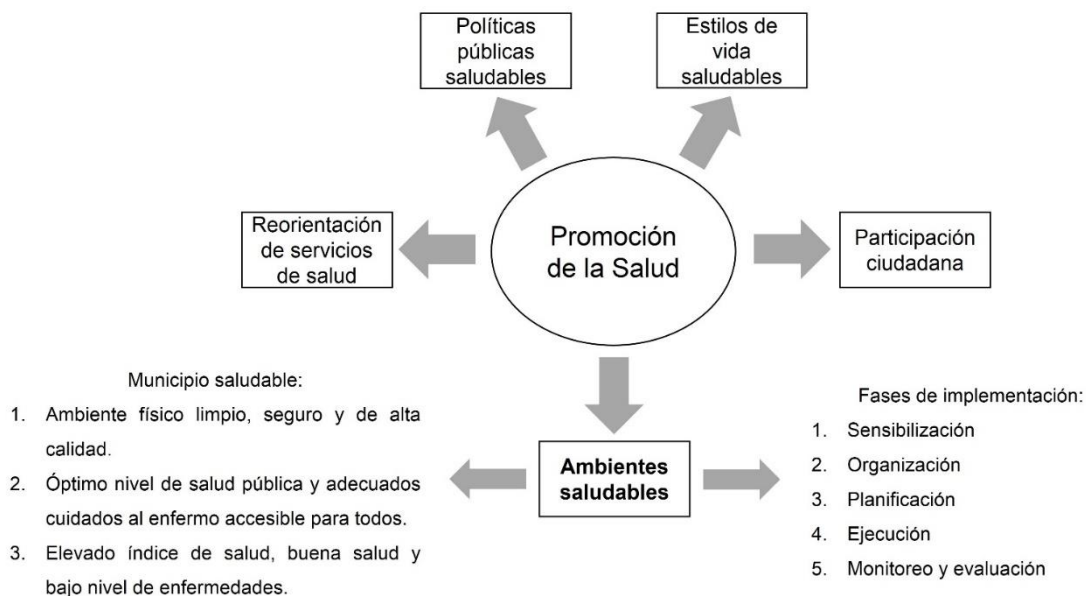 Políticas
públicas
saludables
Estilos de
vida
saludables
Reorientación
de servicios
de salud
Promoción
de la Salud
Participación
ciudadana
Municipio saludable:
1. Ambiente físico limpio, seguro y de alta
calidad.
2. Óptimo nivel de salud pública y adecuados
cuidados al enfermo accesible para todos.
3. Elevado índice de salud, buena salud y
bajo nivel de enfermedades.
Ambientes
saludables
Fases de implementación:
1. Sensibilización
2. Organización
3. Planificación
4. Ejecución
5. Monitoreo y evaluación